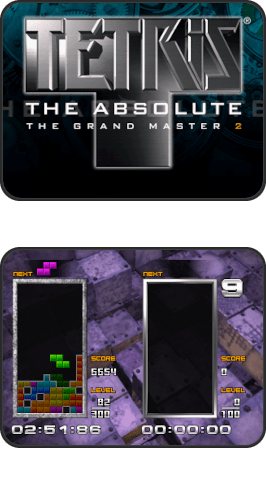 TETRIS®
THE ABSOLUTE
THE GRAND MASTER 2
NEXT
NEXT
9
SCORE
SCORE
6654
0
LEVEL
LEVEL
82
0
300
100
02:51:86
00:00:00